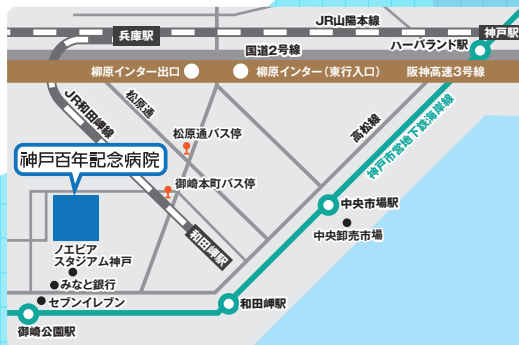 JR山陽本線
兵庫駅
神戸駅
国道2号線
ハーバランド駅
柳原インター出口
柳原インター（東行入口）
阪神高速3号線
JR和田岬線
松原通
松原通バス停
高松線
神戸市営地下鉄海岸線
神戸百年記念病院
御崎本町バス停
中央市場駅
中央卸売市場
和田岬駅
ノエビア
スタジアム神戸
みなと銀行
セブンイレブン
和田岬駅
御崎公園駅